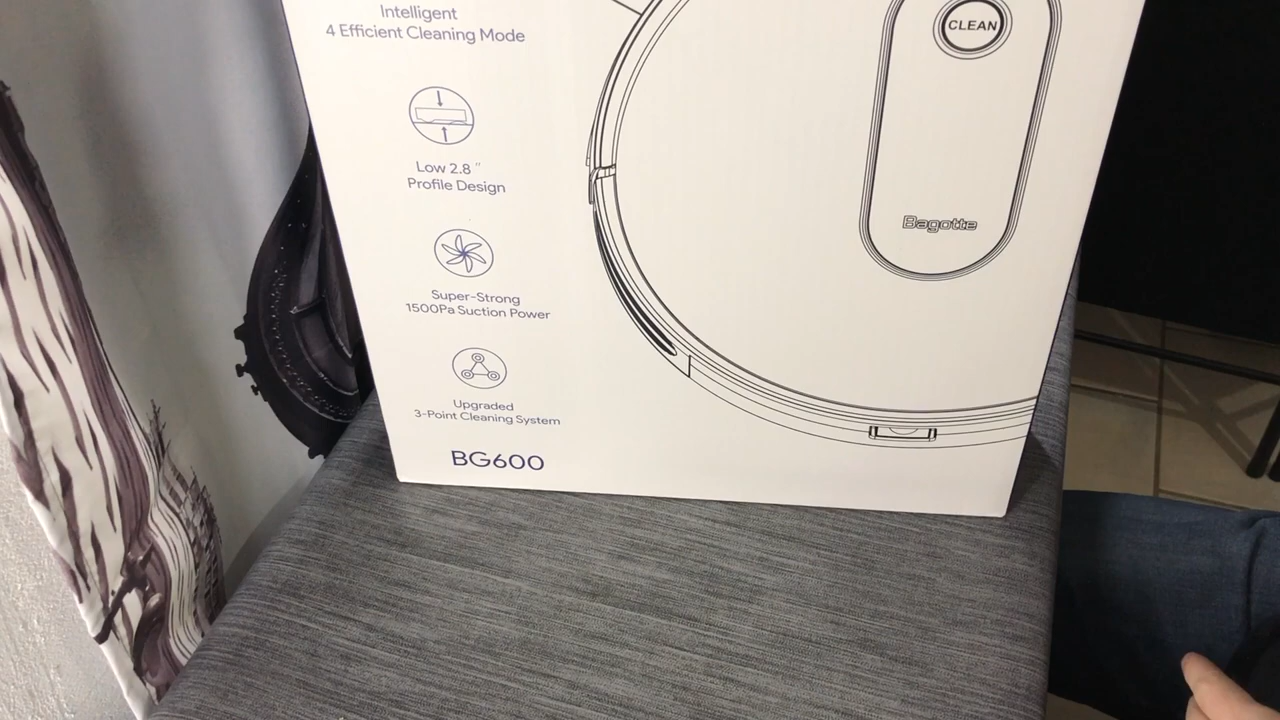 Intelligent
4 Efficient Cleaning Mode
CLEAN
Low 2.8"
Profile Design
Bagotte
Super-Strong
1500Pa Suction Power
Upgraded
3-Point Cleaning System
BG600